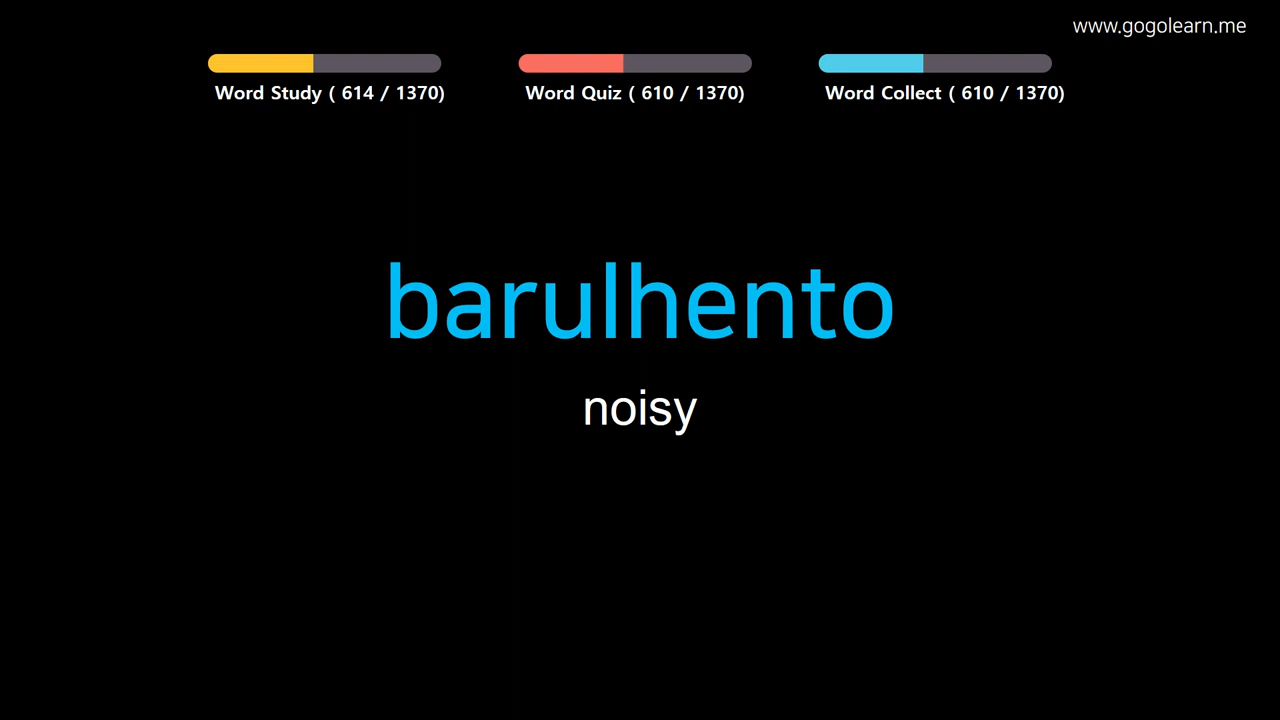 www.gogolearn.me
Word Study ( 614 / 1370)
Word Quiz ( 610 / 1370)
Word Collect ( 610 / 1370)
barulhento
noisy